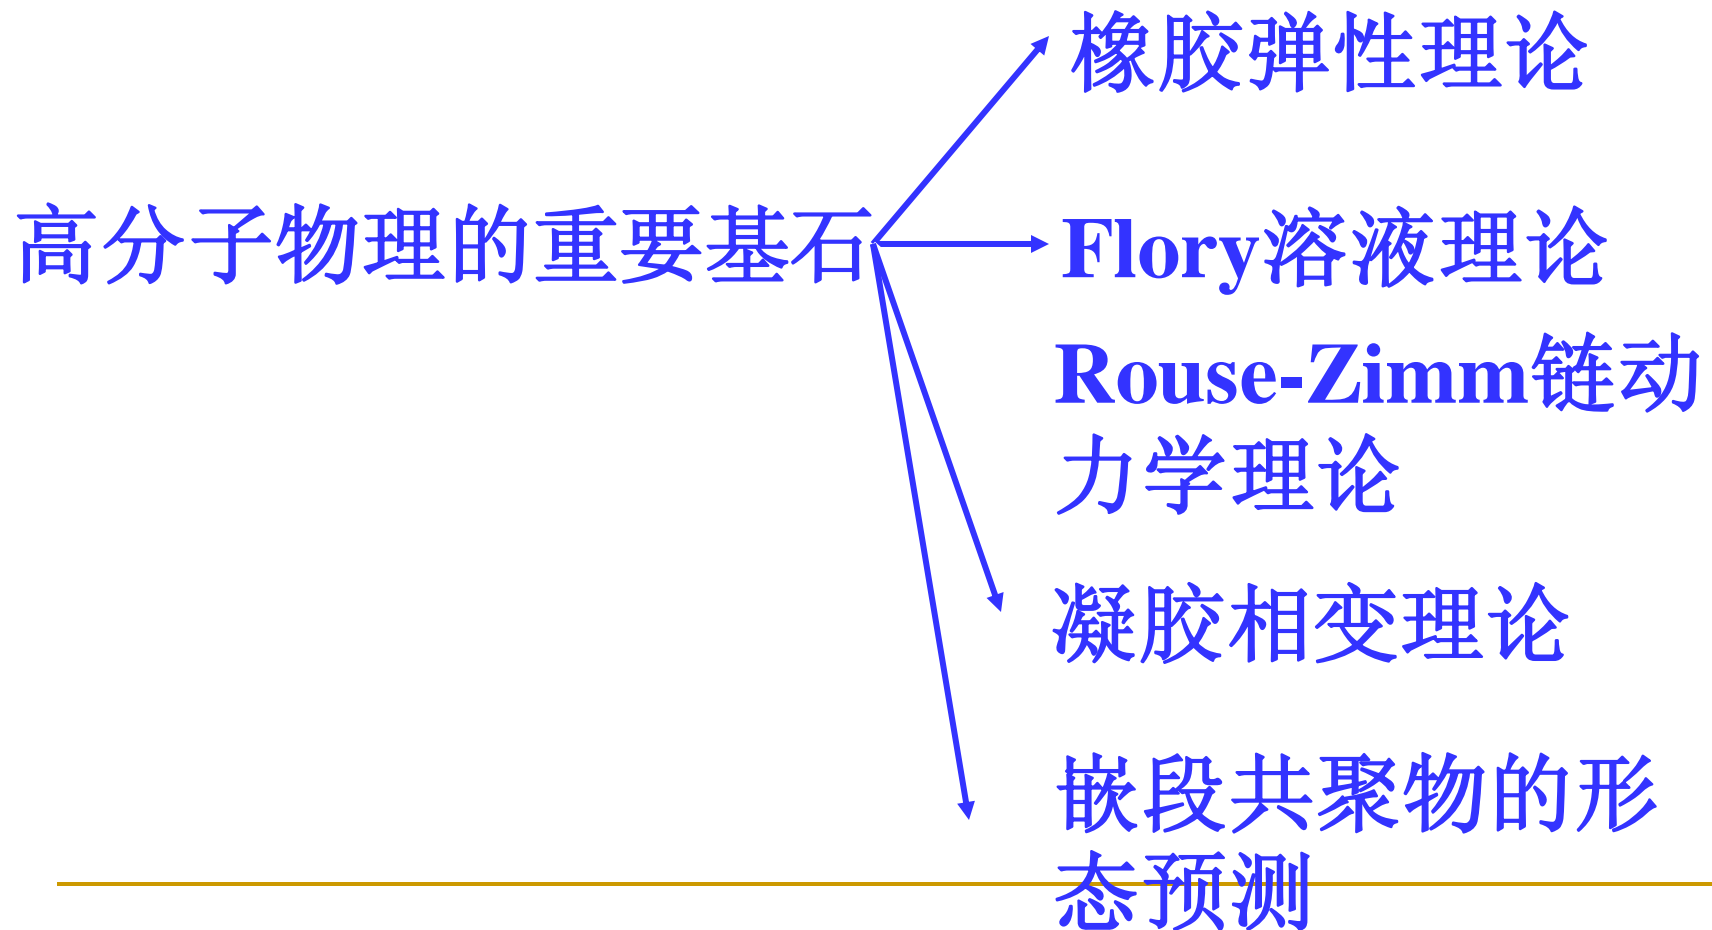 橡胶弹性理论
高分子物理的重要基石
Flory溶液理论
Rouse-Zimm链动
力学理论
凝胶相变理论
嵌段共聚物的形
态预测